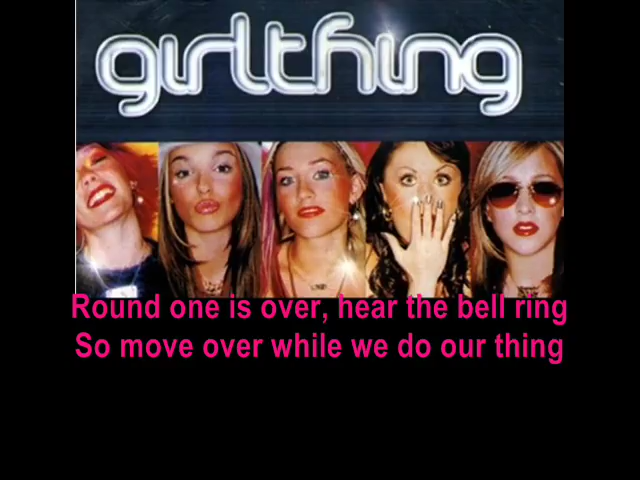 girlthing
Round one is over, hear the bell ring
So move over while we do our thing